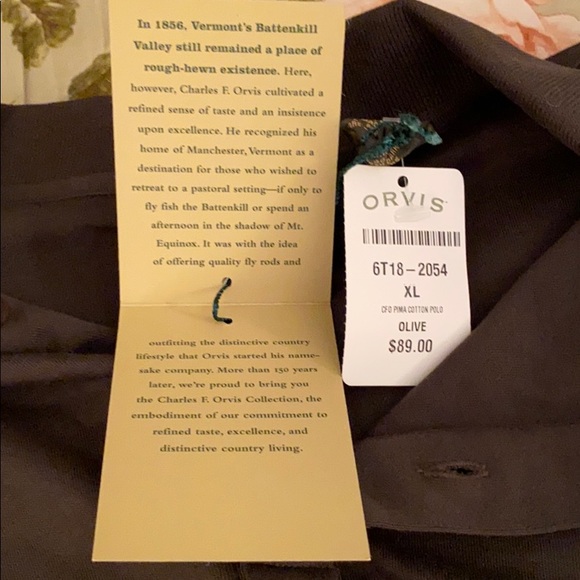 In 1856, Vermont's Battenkill
Valley still remained a place of
rough-hewn existence. Here,
however, Charles F. Orvis cultivated a
refined sense of taste and an insistence
upon excellence. He recognized his
home of Manchester, Vermont as a
destination for those who wished to
retreat to a pastoral setting—if only to
fly fish the Battenkill or spend an
afternoon in the shadow of Mt.
Equinox. It was with the idea
of offering quality fly rods and
outfitting the distinctive country
lifestyle that Orvis started his name-
sake company. More than 150 years
later, we're proud to bring you
the Charles F. Orvis Collection, the
embodiment of our commitment to
refined taste, excellence, and
distinctive country living.
ORVIS
6T18-2054
XL
CFO PIMA COTTON POLO
OLIVE
$89.00